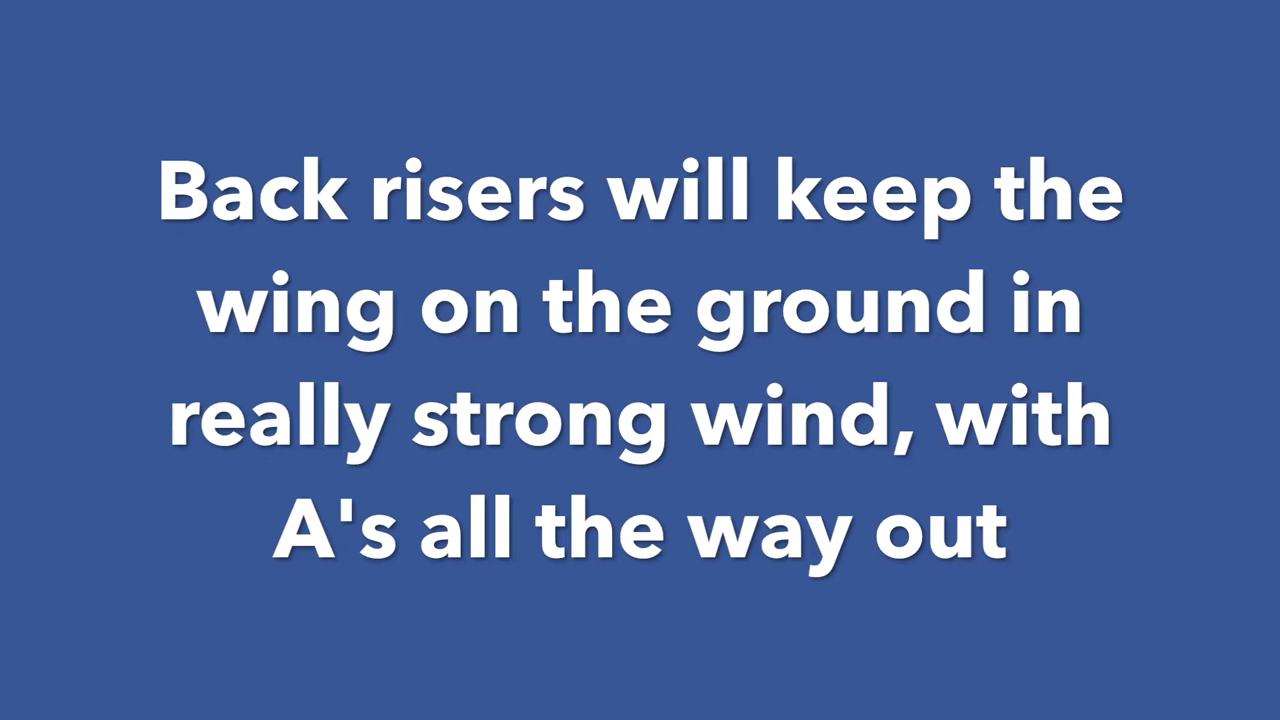 Back risers will keep the
wing on the ground in
really strong wind, with
A's all the way out